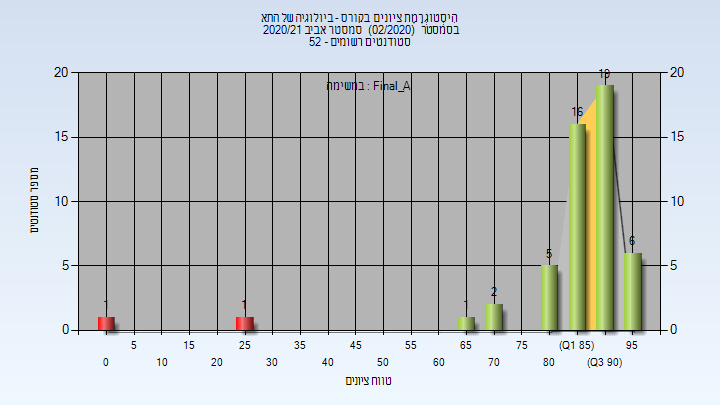 היסטוגרמת ציונים בקורס - ביולוגיה של התא
בסמסטר (02/2020) סמסטר אביב 2020/21
סטודנטים רשומים - 52
במשימה : Final_A
מספר סטודנטים
20
15
10
5
0
20
15
10
5
0
1
1
1
2
5
16
19
6
5 15 25 35 45 55 65 75 (Q1 85) 95
0 10 20 30 40 50 60 70 80 (Q3 90)
טווח ציונים